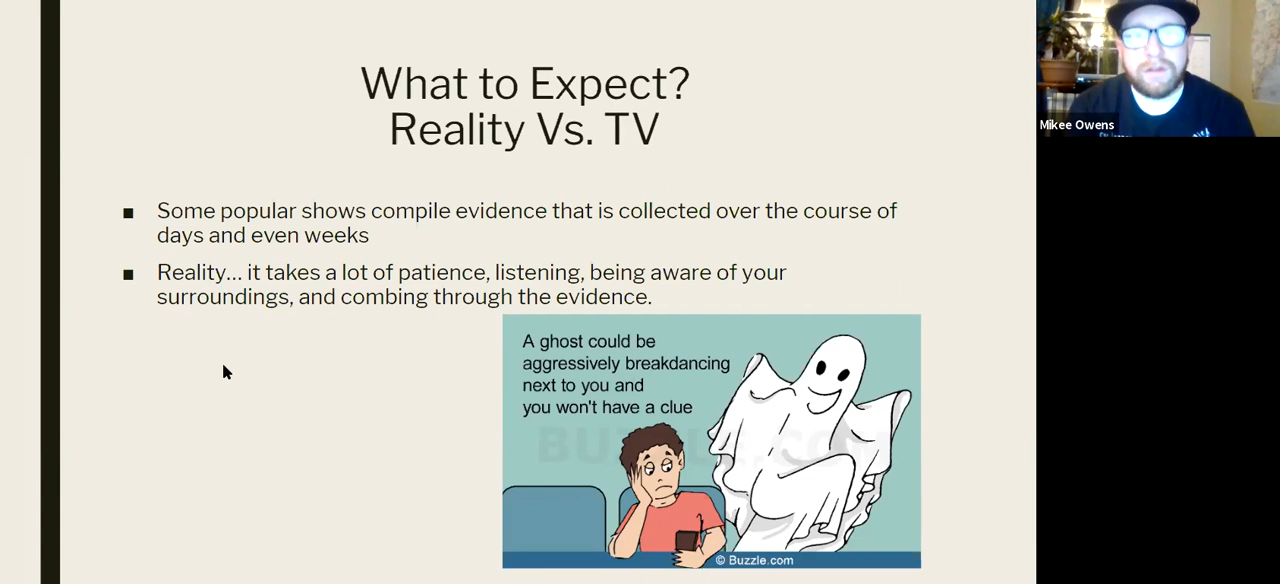 What to Expect?
Reality Vs. TV
■ Some popular shows compile evidence that is collected over the course of
days and even weeks
■ Reality... it takes a lot of patience, listening, being aware of your
surroundings, and combing through the evidence.
A ghost could be
aggressively breakdancing
next to you and
you won't have a clue
BUZZLE.COM
© Buzzle.com
Mikee Owens